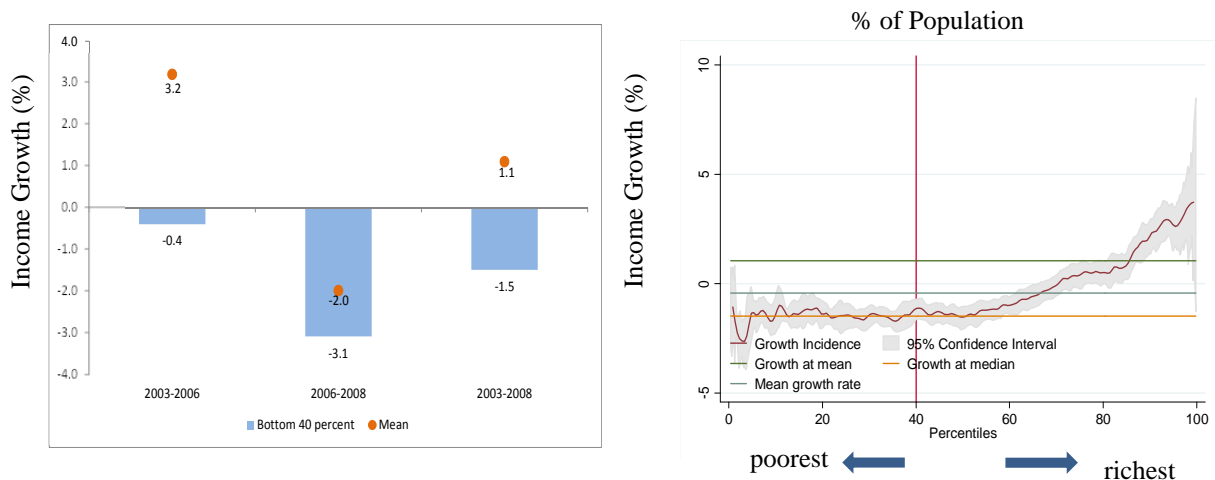 Income Growth (%)
4.0
3.0
2.0
1.0
0.0
-1.0
-2.0
-3.0
-4.0
3.2
-0.4
-2.0
-3.1
1.1
-1.5
2003-2006
2006-2008
2003-2008
Bottom 40 percent
Mean
% of Population
Income Growth (%)
10
5
0
-5
Growth Incidence
95% Confidence Interval
Growth at mean
Growth at median
Mean growth rate
0
20
40
60
80
100
Percentiles
poorest
richest